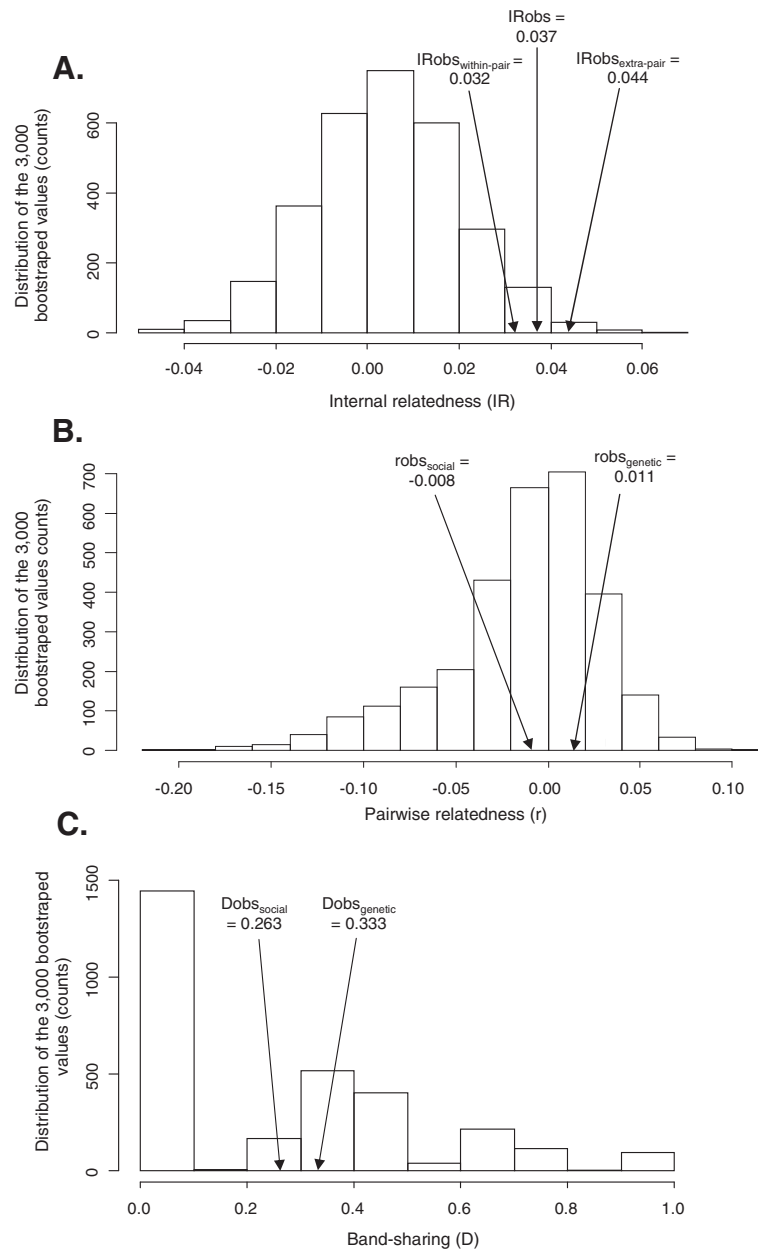 A.
IRobs =
0.037
IRobswithin-pair =
0.032
IRobsextra-pair =
0.044
Distribution of the 3,000
bootstraped values (counts)
600
400
200
0
-0.04 -0.02 0.00 0.02 0.04 0.06
Internal relatedness (IR)
B.
robssocial =
-0.008
robsgenetic =
0.011
Distribution of the 3,000
bootstraped values counts)
700
600
500
400
300
200
100
0
-0.20 -0.15 -0.10 -0.05 0.00 0.05 0.10
Pairwise relatedness (r)
C.
Dobssocial
= 0.263
Dobsgenetic
= 0.333
Distribution of the 3,000 bootstraped
values (counts)
1500
1000
500
0
0.0 0.2 0.4 0.6 0.8 1.0
Band-sharing (D)